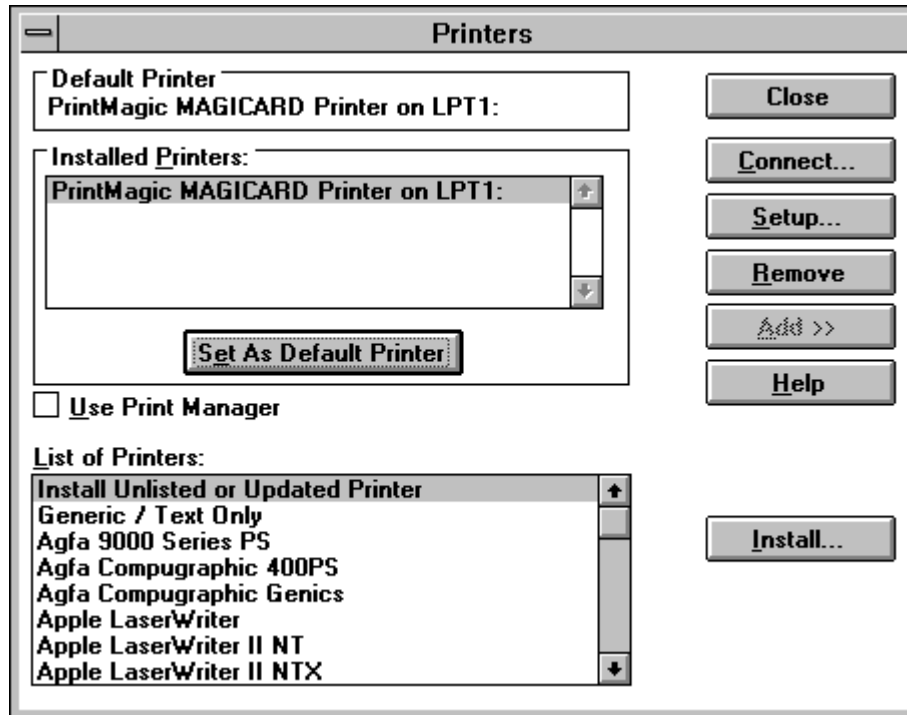 Printers
Default Printer
PrintMagic MAGICARD Printer on LPT1:
Close
Installed Printers:
PrintMagic MAGICARD Printer on LPT1:
Connect...
Setup...
Remove
Set As Default Printer
Add >>
Help
Use Print Manager
List of Printers:
Install Unlisted or Updated Printer
Generic / Text Only
Agfa 9000 Series PS
Agfa Compugraphic 400PS
Agfa Compugraphic Genics
Apple LaserWriter
Apple LaserWriter II NT
Apple LaserWriter II NTX
Install...